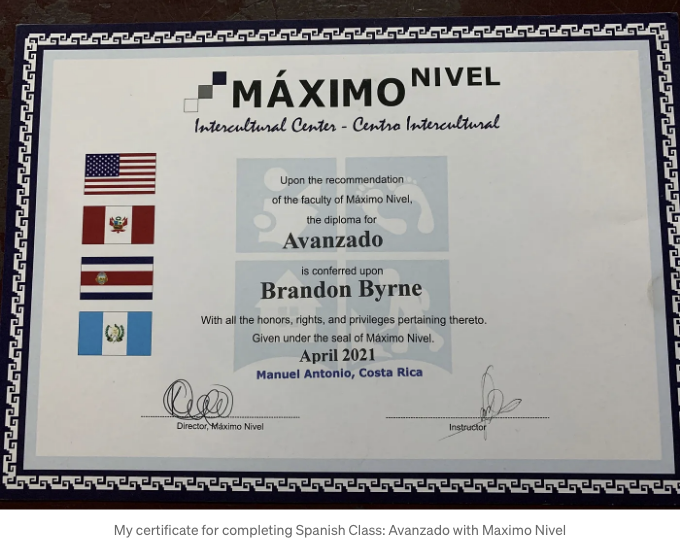 MÁXIMO NIVEL
Intercultural Center - Centro Intercultural
Upon the recommendation
of the faculty of Máximo Nivel,
the diploma for
Avanzado
is conferred upon
Brandon Byrne
With all the honors, rights, and privileges pertaining thereto.
Given under the seal of Máximo Nivel.
April 2021
Manuel Antonio, Costa Rica
Director, Máximo Nivel
Instructor
My certificate for completing Spanish Class: Avanzado with Maximo Nivel